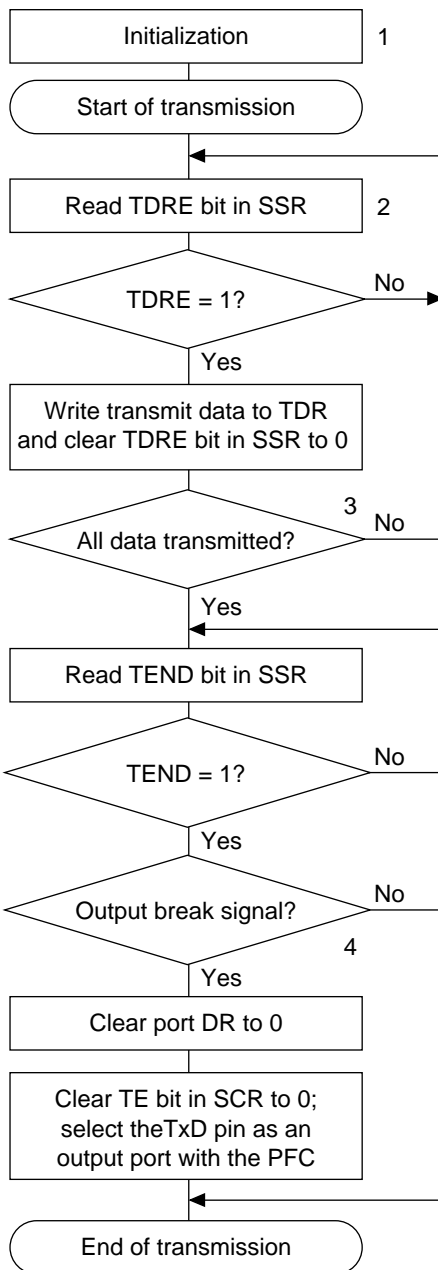 Initialization
1
Start of transmission
Read TDRE bit in SSR
2
TDRE = 1?
No
Yes
Write transmit data to TDR
and clear TDRE bit in SSR to 0
3
All data transmitted?
No
Yes
Read TEND bit in SSR
TEND = 1?
No
Yes
Output break signal?
No
4
Yes
Clear port DR to 0
Clear TE bit in SCR to 0;
select theTxD pin as an
output port with the PFC
End of transmission